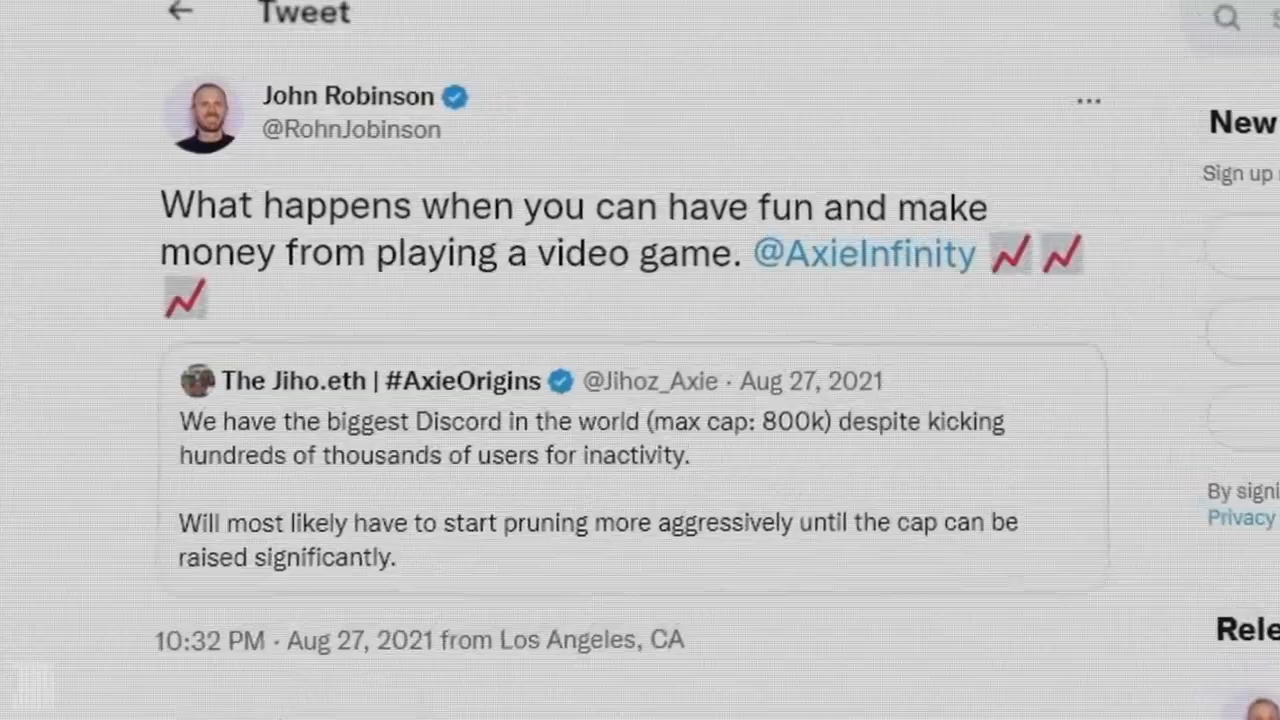 Tweet
John Robinson
@RohnJobinson
What happens when you can have fun and make
money from playing a video game. @AxieInfinity 📈📈
📈
The Jiho.eth | #AxieOrigins @Jihoz_Axie · Aug 27, 2021
We have the biggest Discord in the world (max cap: 800k) despite kicking
hundreds of thousands of users for inactivity.
Will most likely have to start pruning more aggressively until the cap can be
raised significantly.
10:32 PM · Aug 27, 2021 from Los Angeles, CA
New
Sign up
By signi
Privacy
Rele